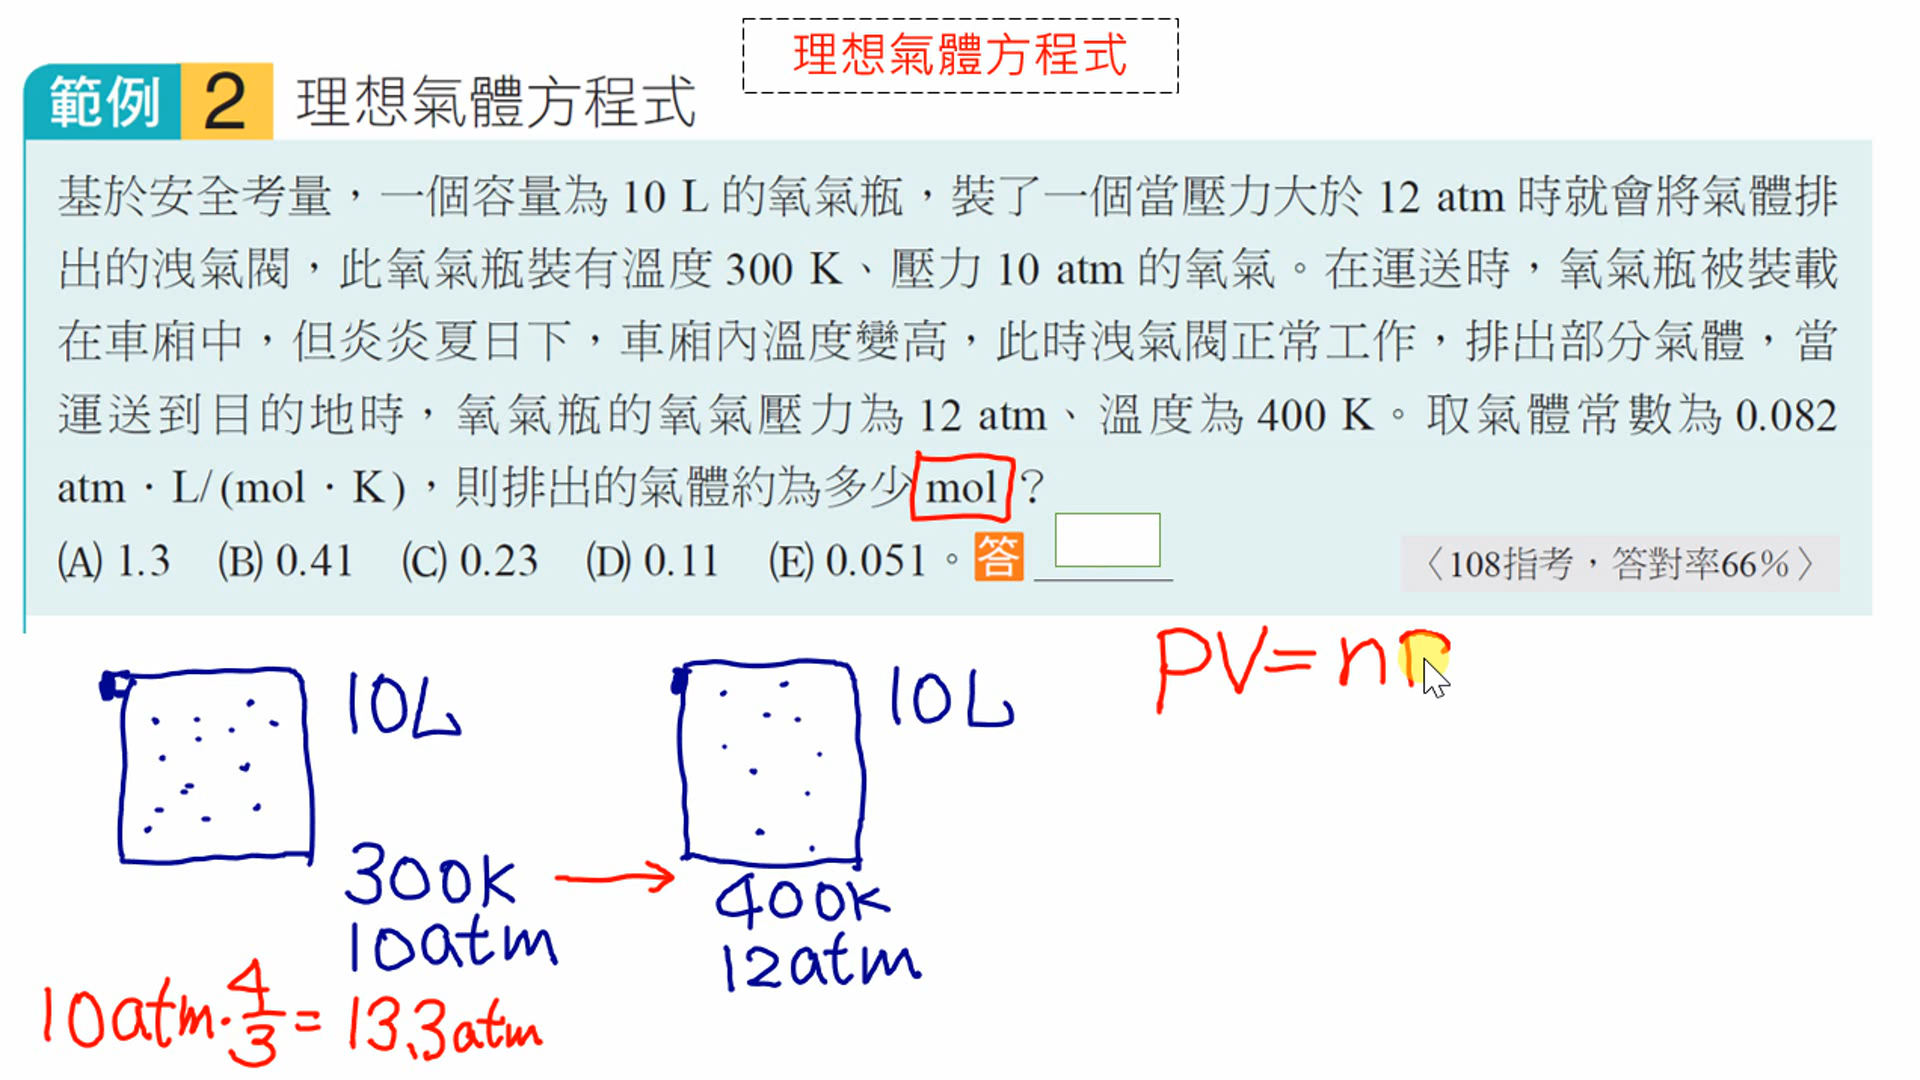 理想氣體方程式
範例 2 理想氣體方程式
基於安全考量，一個容量為 10 L 的氧氣瓶，裝了一個當壓力大於 12 atm 時就會將氣體排
出的洩氣閥，此氧氣瓶裝有溫度 300 K、壓力 10 atm 的氧氣。在運送時，氧氣瓶被裝載
在車廂中，但炎炎夏日下，車廂內溫度變高，此時洩氣閥正常工作，排出部分氣體，當
運送到目的地時，氧氣瓶的氧氣壓力為 12 atm、溫度為 400 K。取氣體常數為 0.082
atm．L/(mol．K)，則排出的氣體約為多少 mol？
(A) 1.3 (B) 0.41 (C) 0.23 (D) 0.11 (E) 0.051。答
〈108指考，答對率66%〉
PV=n
10L
10L
300K
400K
10atm
12atm
10atm·4/3=13.3atm